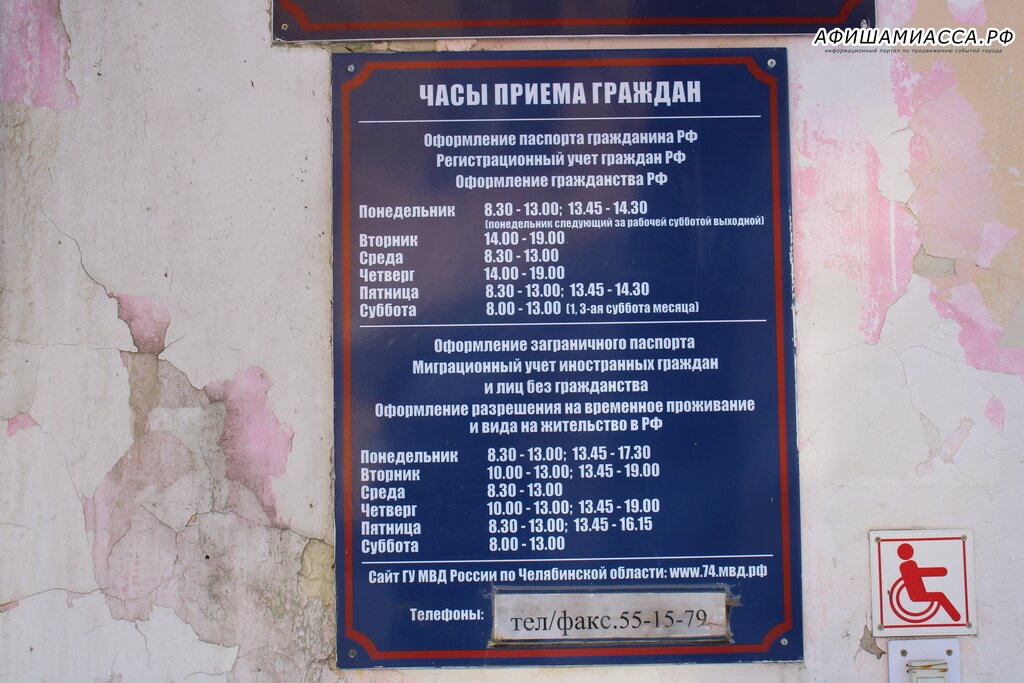 АФИШАМИАССА.РФ
информационный портал по продвижению событий города
ЧАСЫ ПРИЕМА ГРАЖДАН
Оформление паспорта гражданина РФ
Регистрационный учет граждан РФ
Оформление гражданства РФ
Понедельник 8.30 - 13.00; 13.45 - 14.30
(понедельник следующий за рабочей субботой выходной)
Вторник 14.00 - 19.00
Среда 8.30 - 13.00
Четверг 14.00 - 19.00
Пятница 8.30 - 13.00; 13.45 - 14.30
Суббота 8.00 - 13.00 (1, 3-ая суббота месяца)
Оформление заграничного паспорта
Миграционный учет иностранных граждан
и лиц без гражданства
Оформление разрешения на временное проживание
и вида на жительство в РФ
Понедельник 8.30 - 13.00; 13.45 - 17.30
Вторник 10.00 - 13.00; 13.45 - 19.00
Среда 8.30 - 13.00
Четверг 10.00 - 13.00; 13.45 - 19.00
Пятница 8.30 - 13.00; 13.45 - 16.15
Суббота 8.00 - 13.00
Сайт ГУ МВД России по Челябинской области: www.74.мвд.рф
Телефоны: тел/факс.55-15-79